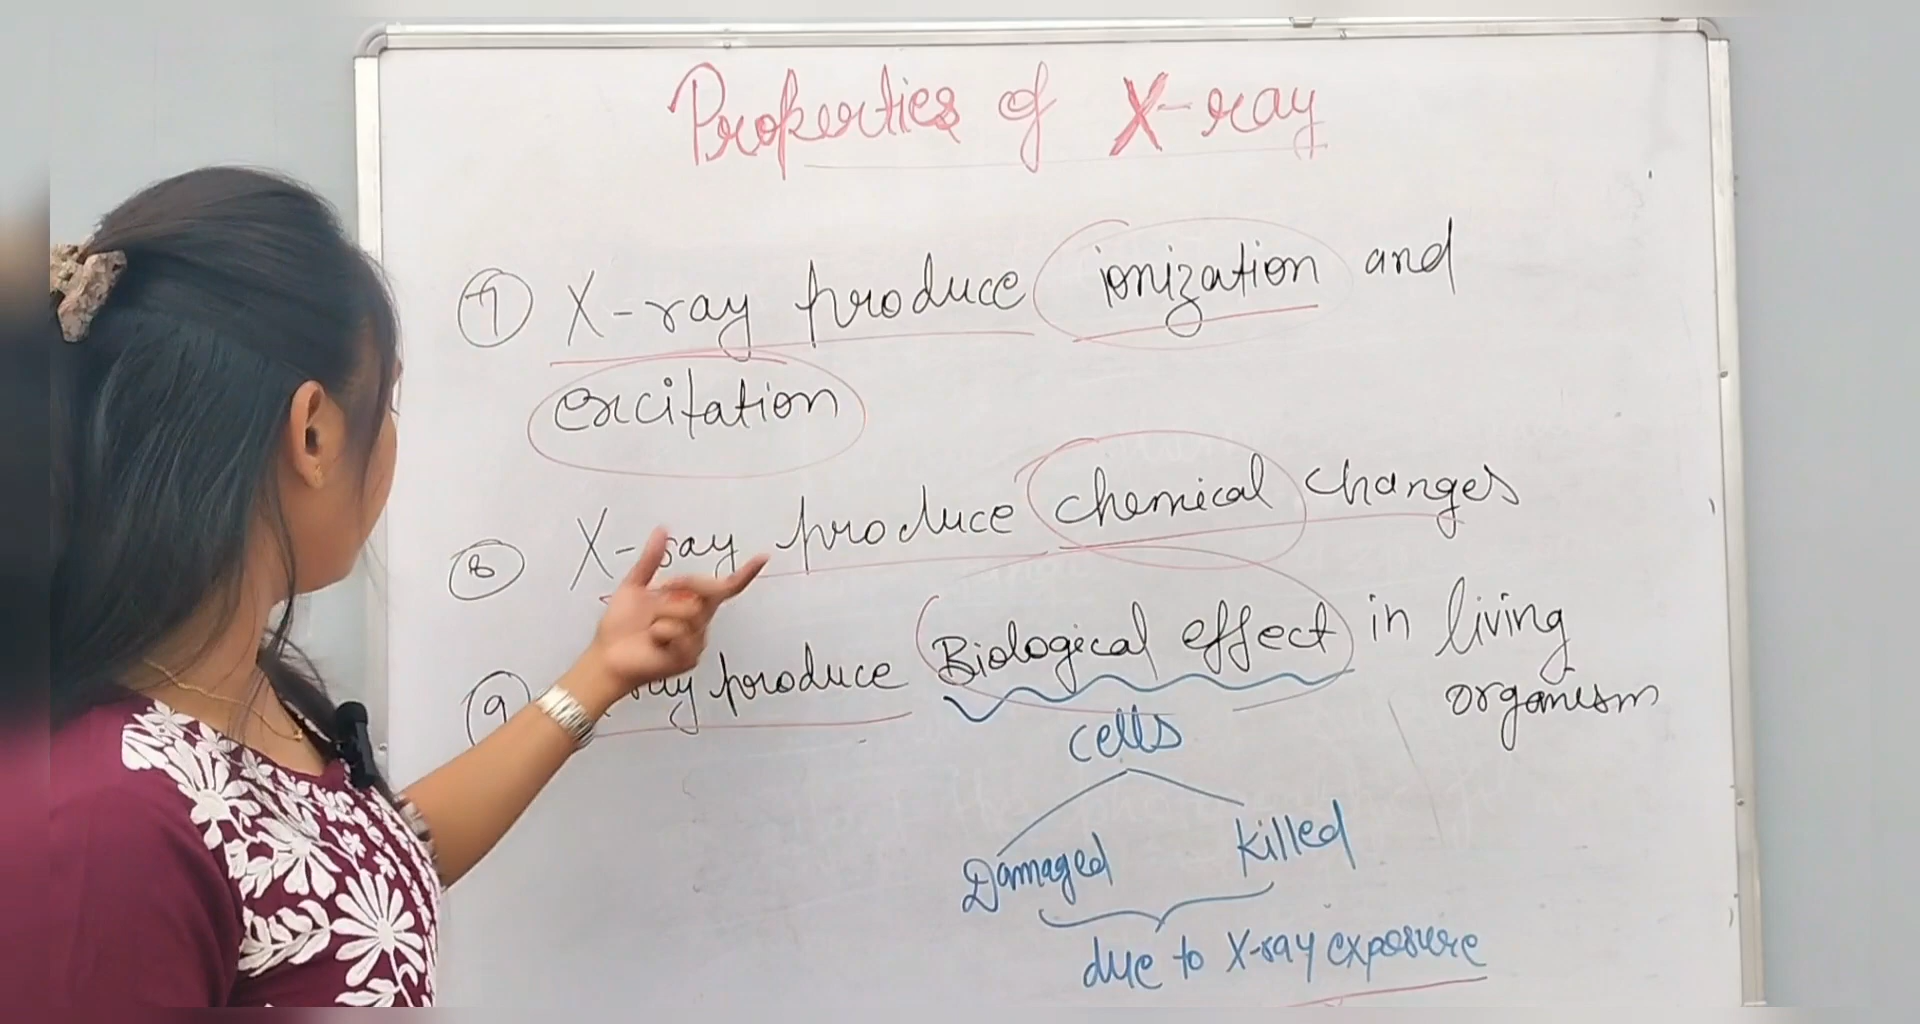 Properties of X-ray
7 X-ray produce ionization and
excitation
8 X-ray produce chemical changes
9 ray produce Biological effect in living
organism
cells
Damaged killed
due to X-ray exposure